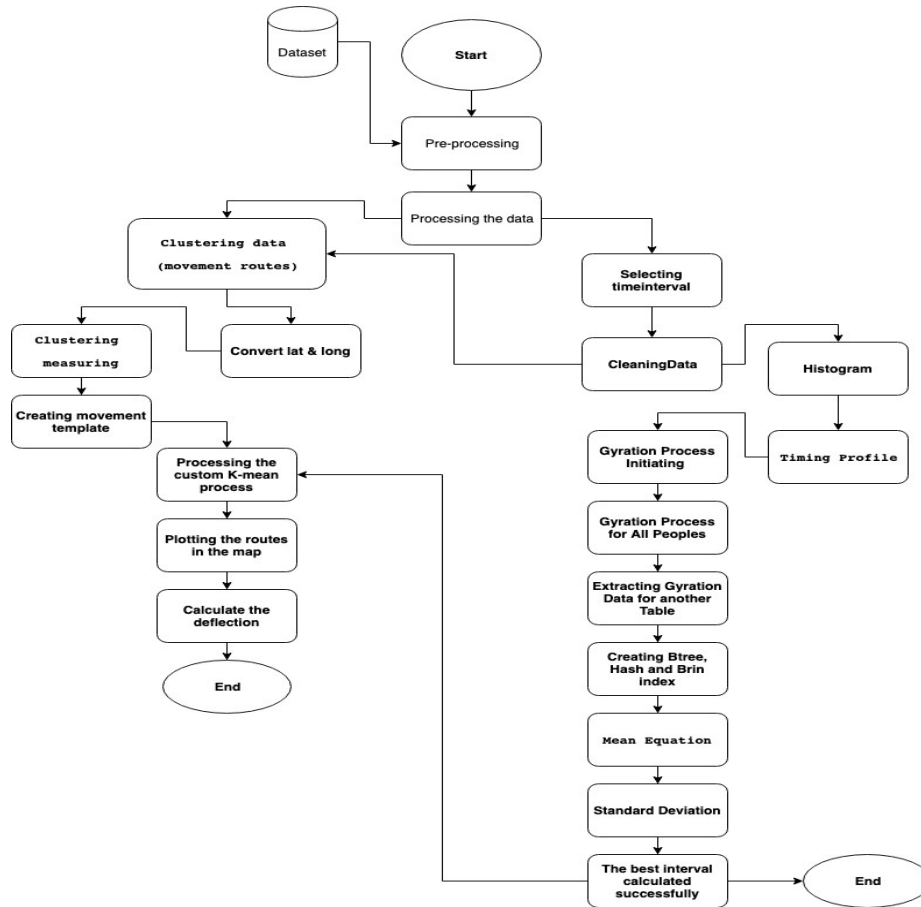 Dataset
Start
Pre-processing
Processing the data
Clustering data
(movement routes)
Selecting
timeinterval
Clustering
measuring
Convert lat & long
CleaningData
Histogram
Creating movement
template
Processing the
custom K-mean
process
Gyration Process
Initiating
Timing Profile
Plotting the routes
in the map
Gyration Process
for All Peoples
Calculate the
deflection
Extracting Gyration
Data for another
Table
End
Creating Btree,
Hash and Brin
index
Mean Equation
Standard Deviation
The best interval
calculated
successfully
End